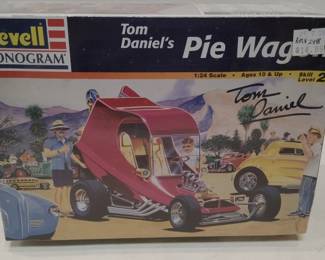 Revell
MONOGRAM
Tom
Daniel's
Pie Wagon
1:24 Scale • Ages 10 & Up • Skill
Level 2
Tom
Daniel